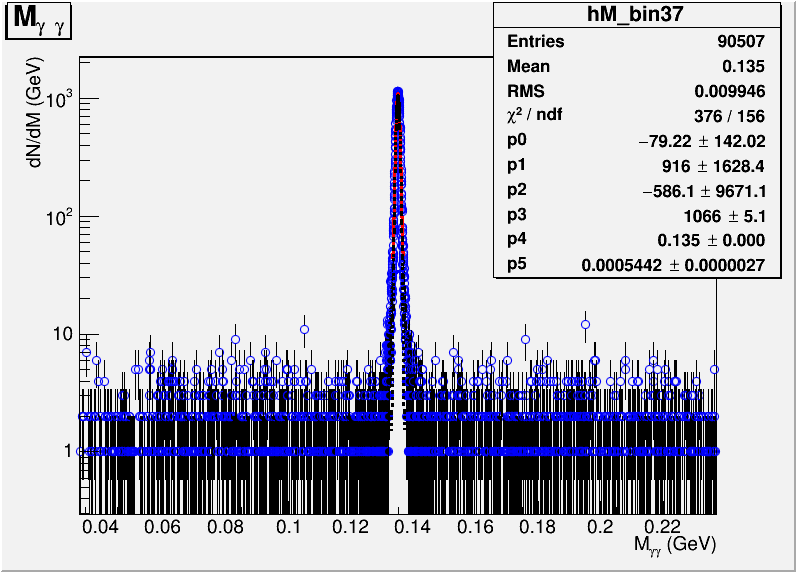 M_γ γ
hM_bin37
Entries 90507
Mean 0.135
RMS 0.009946
χ² / ndf 376 / 156
p0 −79.22 ± 142.02
p1 916 ± 1628.4
p2 −586.1 ± 9671.1
p3 1066 ± 5.1
p4 0.135 ± 0.000
p5 0.0005442 ± 0.0000027
dN/dM (GeV)
10³
10²
10
1
0.04 0.06 0.08 0.1 0.12 0.14 0.16 0.18 0.2 0.22
M_γγ (GeV)